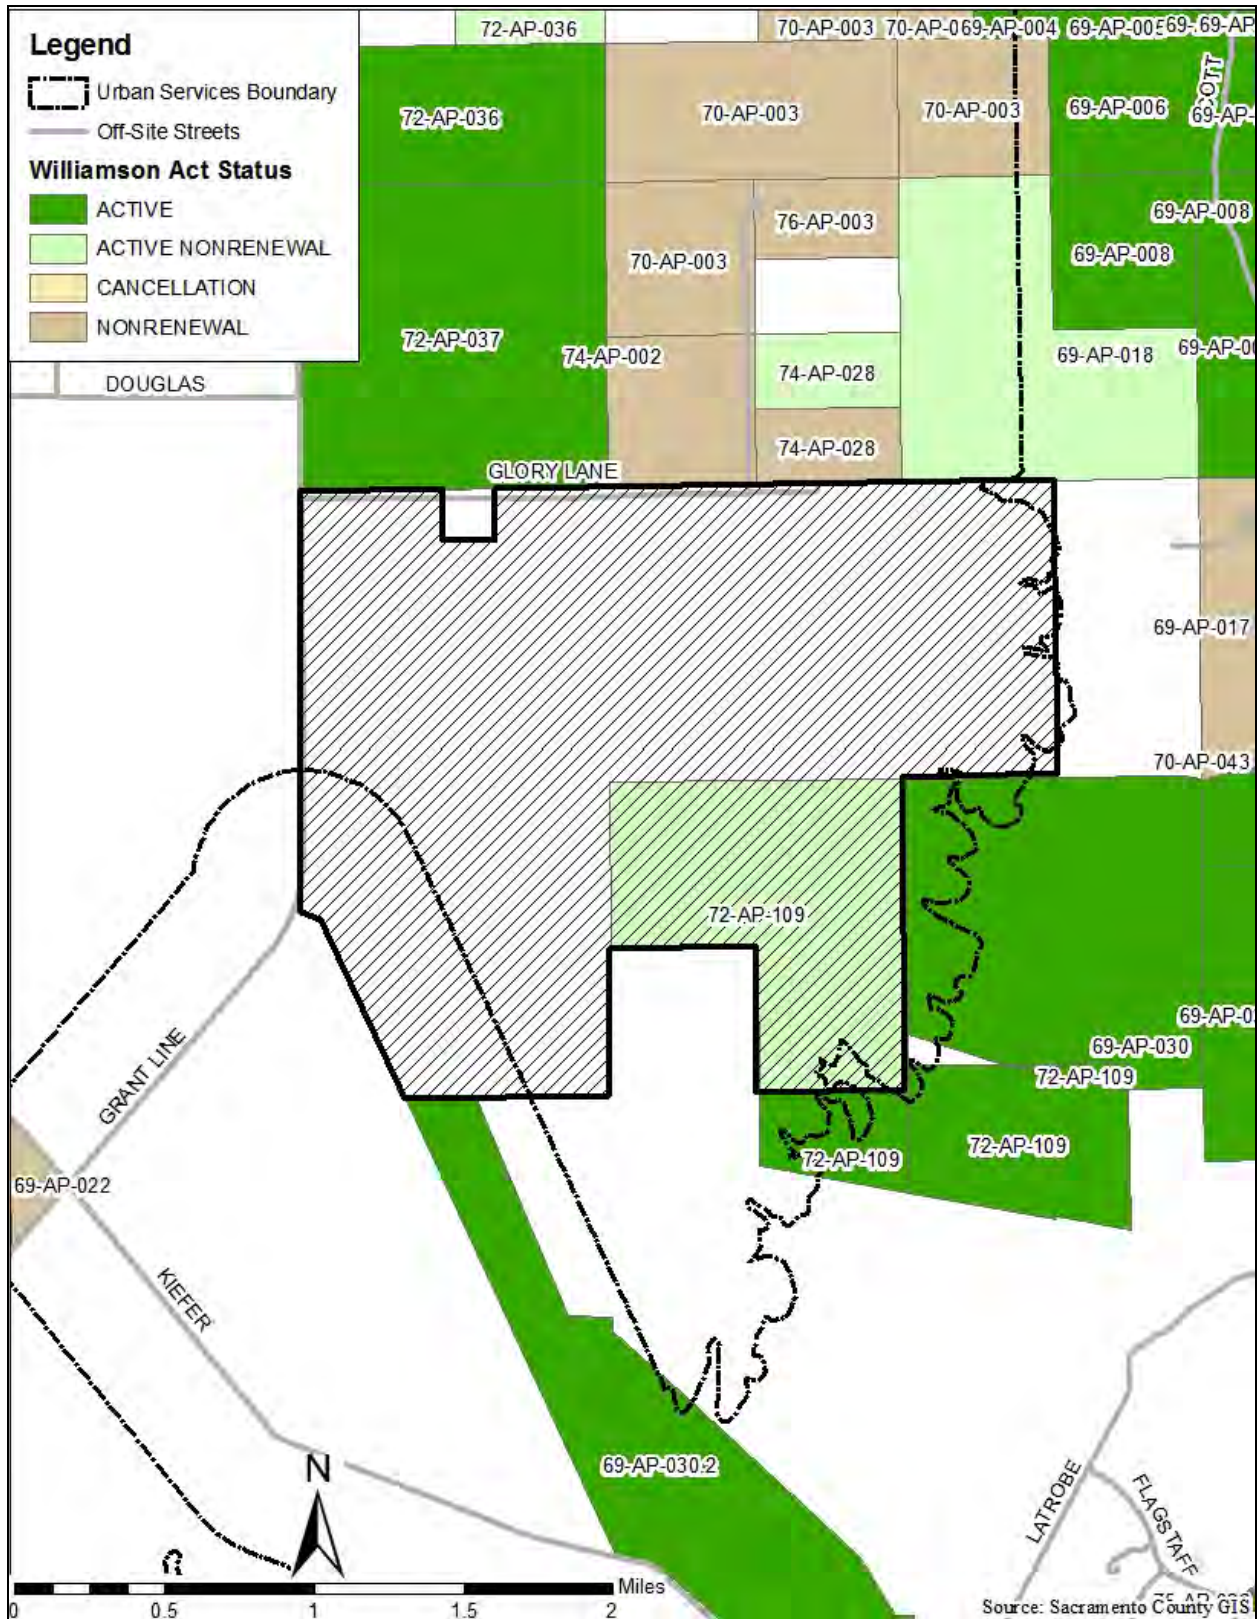 Legend
Urban Services Boundary
Off-Site Streets
Williamson Act Status
ACTIVE
ACTIVE NONRENEWAL
CANCELLATION
NONRENEWAL
72-AP-036
70-AP-003
69-AP-004
72-AP-036
70-AP-003
70-AP-003
69-AP-006
76-AP-003
69-AP-008
70-AP-003
69-AP-008
72-AP-037
74-AP-002
69-AP-018
74-AP-028
DOUGLAS
74-AP-028
GLORY LANE
69-AP-017
70-AP-043
72-AP-109
69-AP-030
72-AP-109
GRANT LINE
72-AP-109
72-AP-109
69-AP-022
KIEFER
69-AP-030.2
N
LATROBE
FLAGSTAFF
Miles
0 0.5 1 1.5 2
Source: Sacramento County GIS